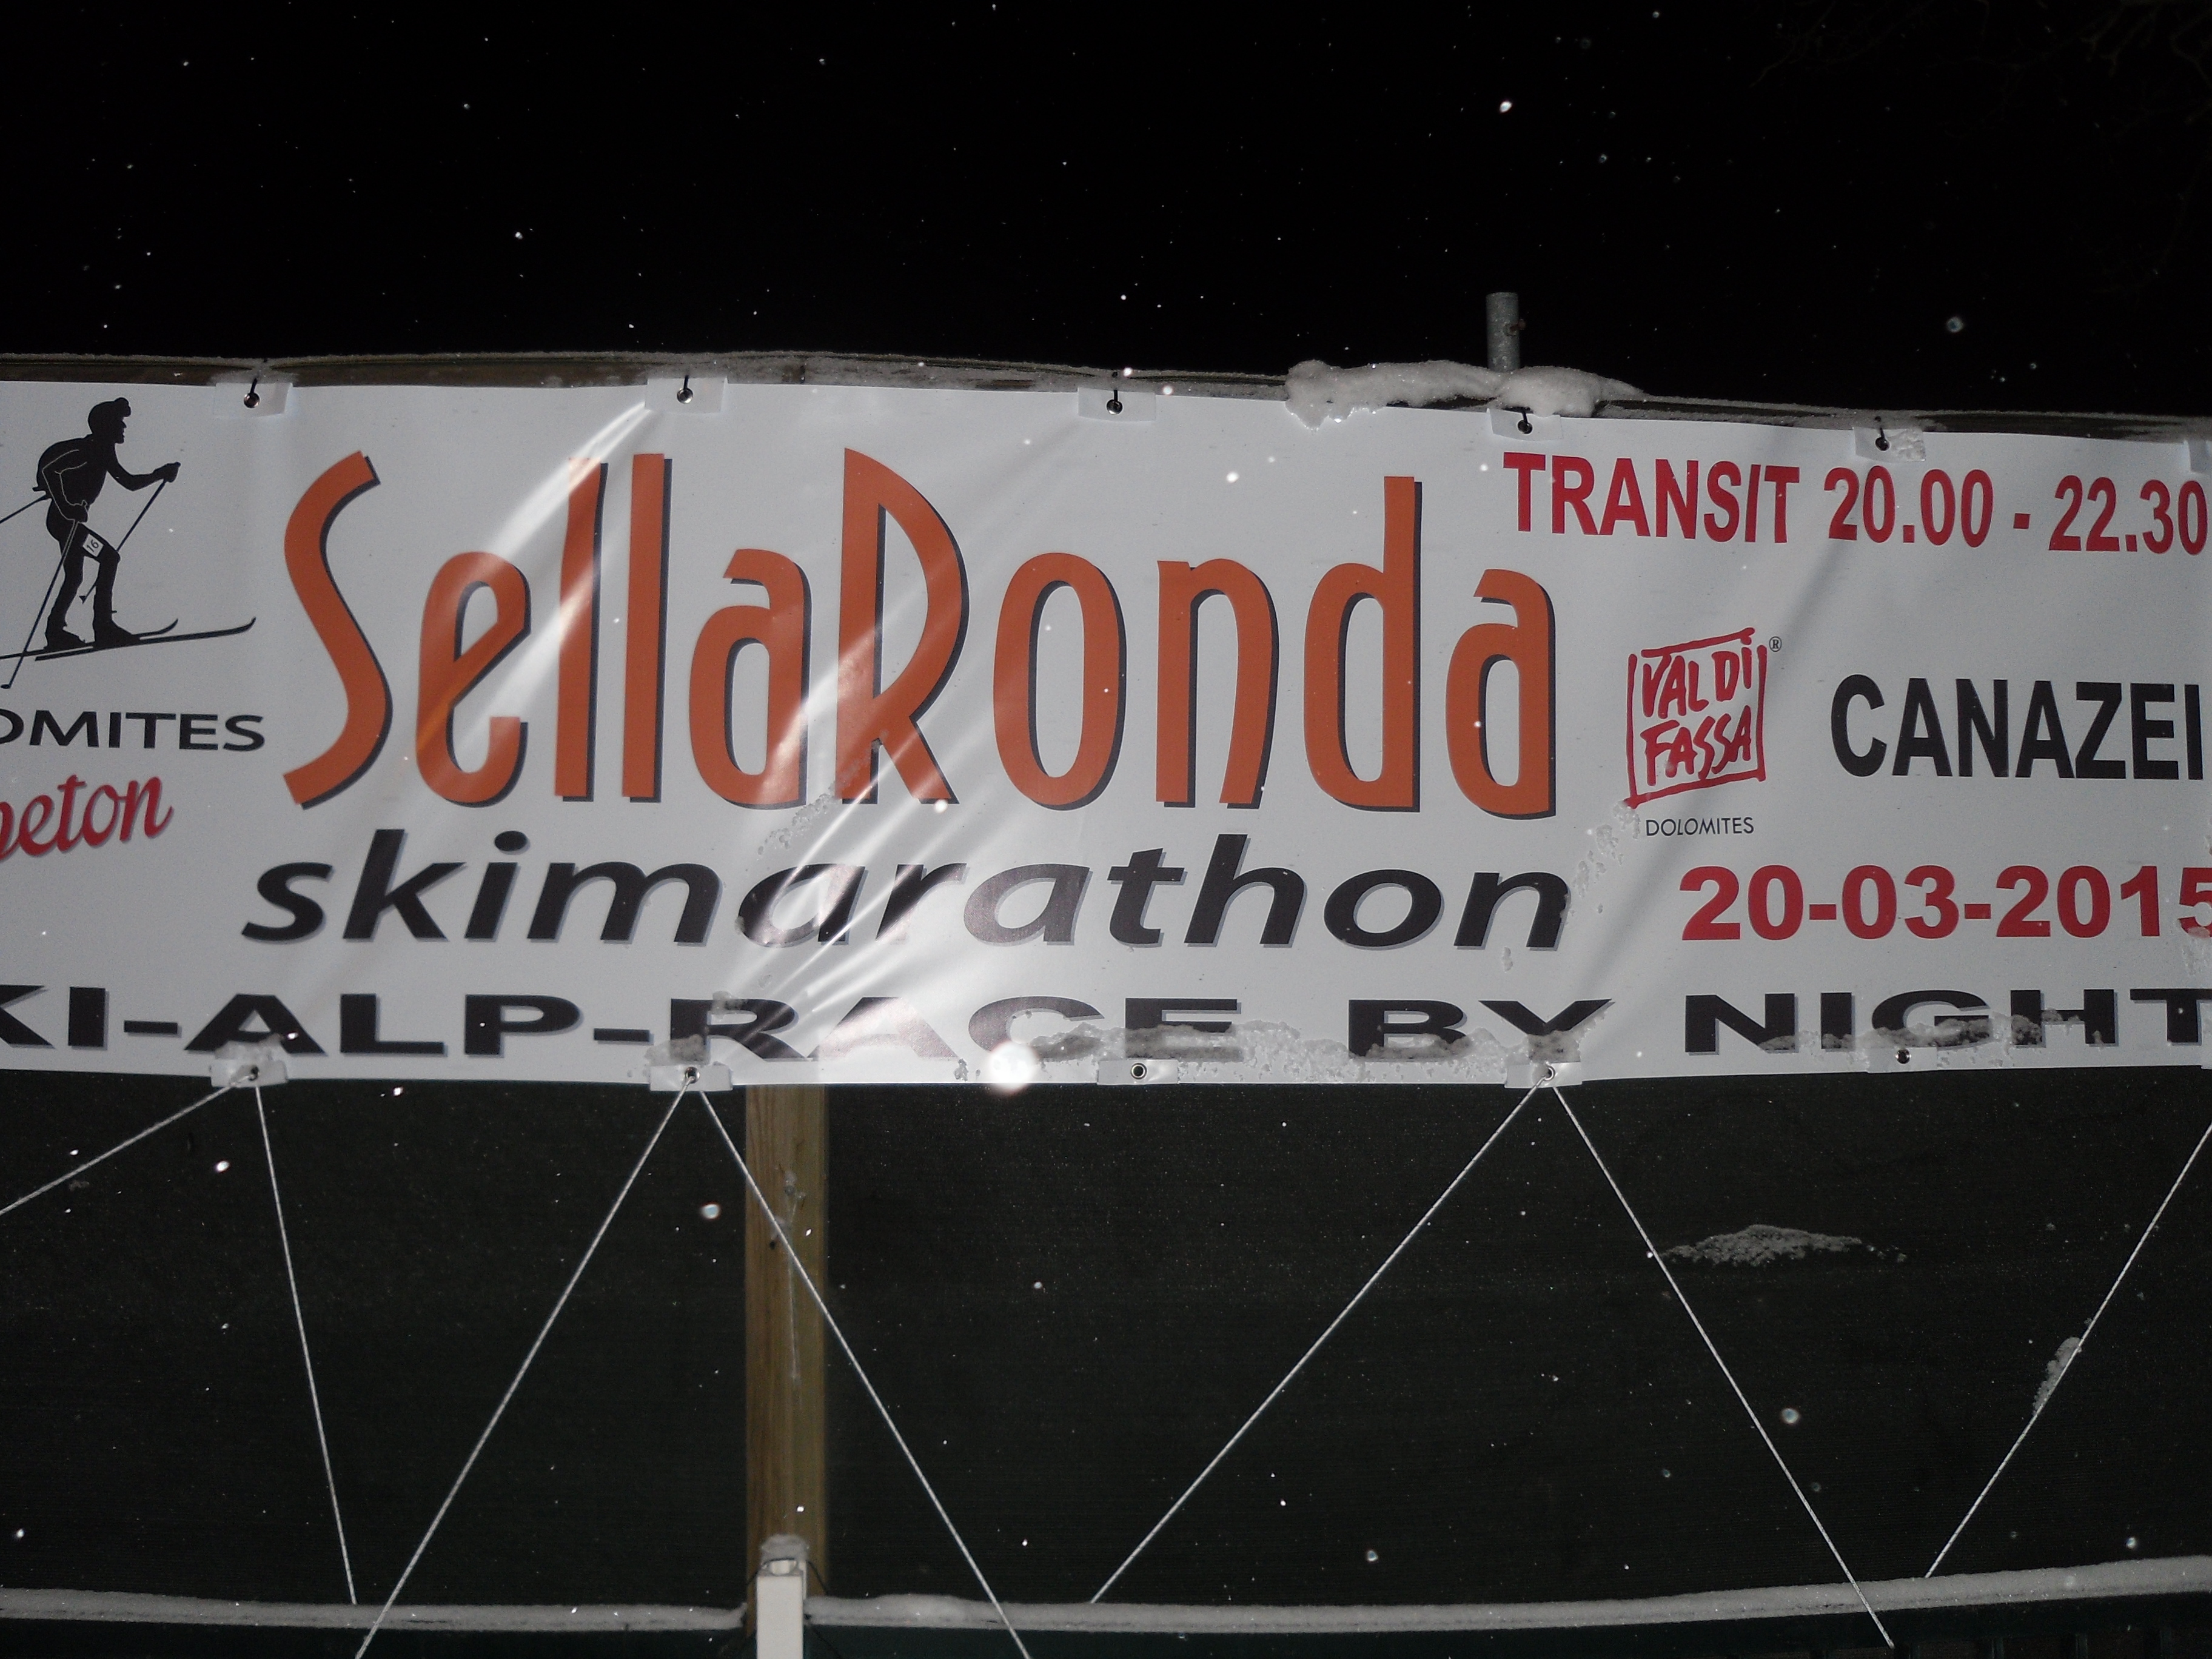 16
OMITES
SellaRonda
skimarathon
KI-ALP-RACE BY NIGHT
TRANSIT 20.00 - 22.30
VAL DI
FASSA
®
DOLOMITES
CANAZEI
20-03-2015